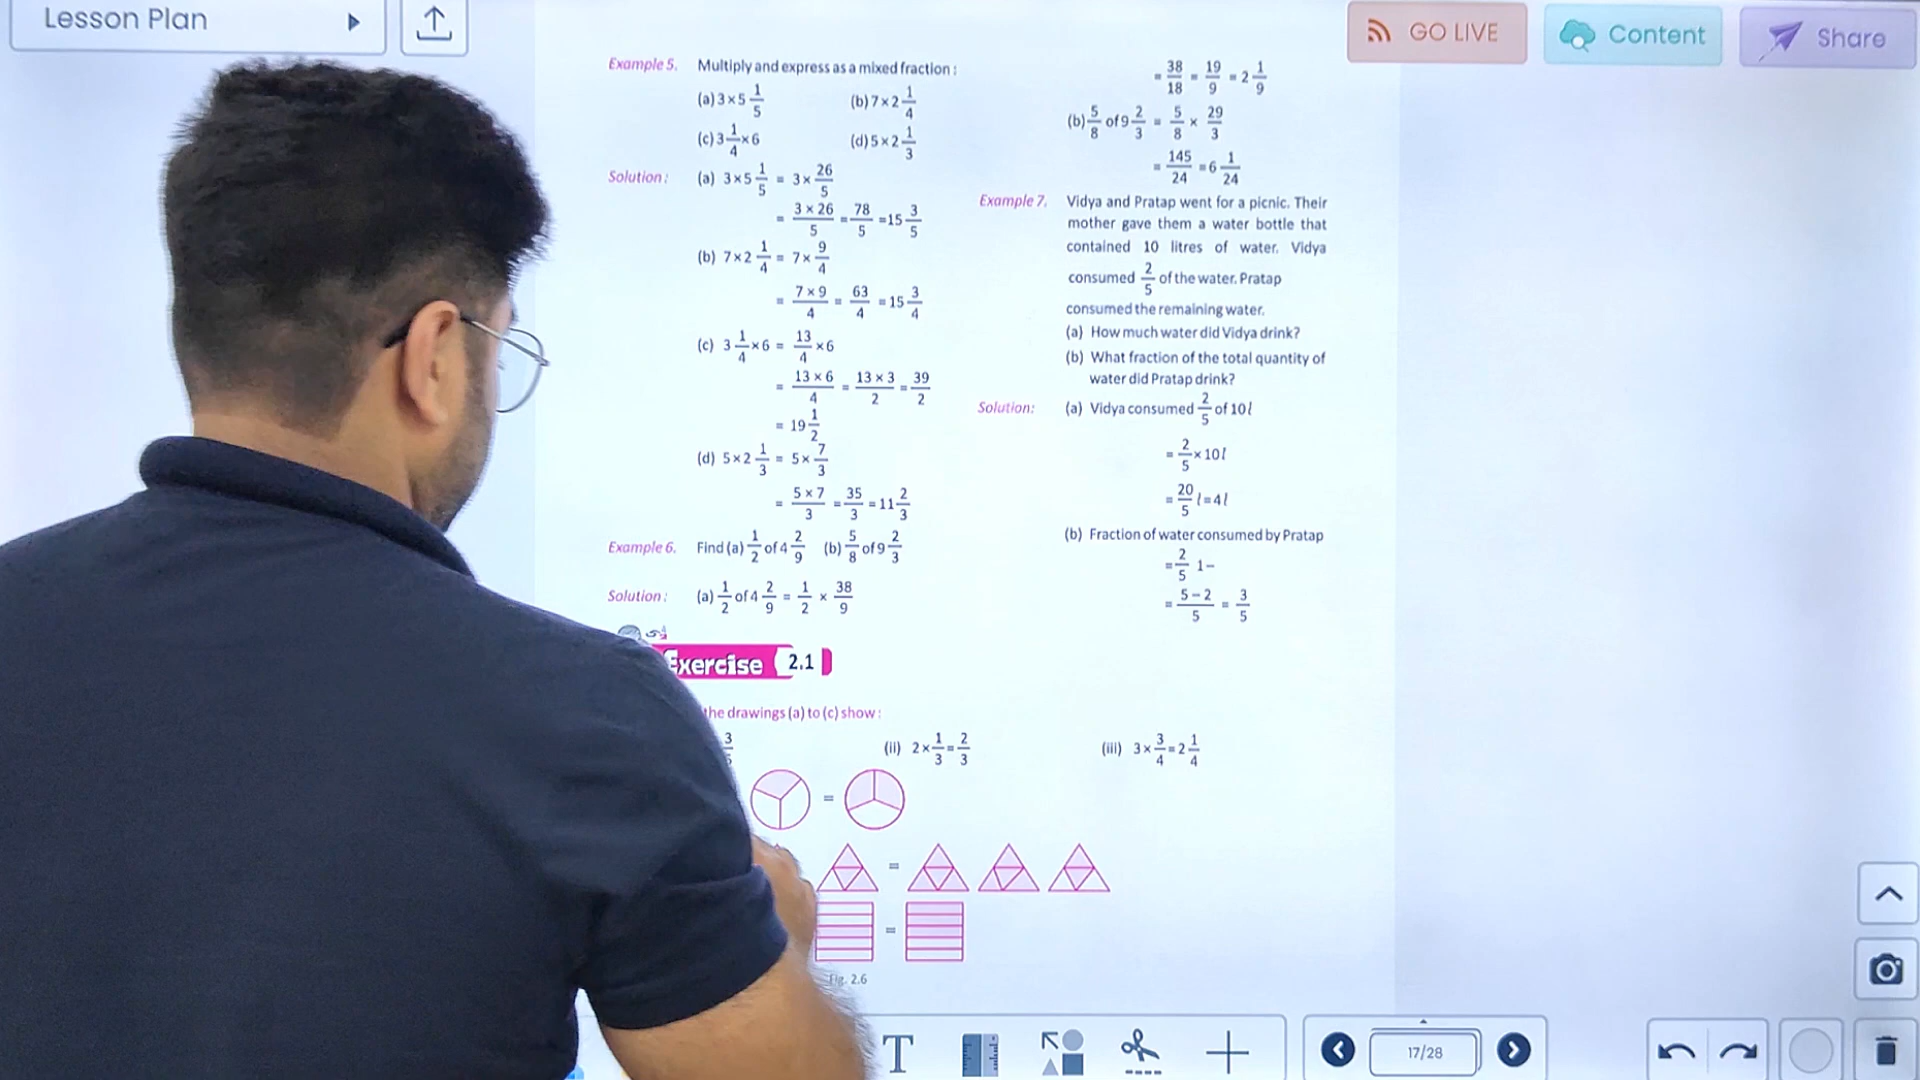 Lesson Plan
GO LIVE
Content
Share
Example 5. Multiply and express as a mixed fraction :
(a) 3 × 5 1/5 (b) 7 × 2 1/4
(c) 3 1/4 × 6 (d) 5 × 2 1/3
Solution : (a) 3 × 5 1/5 = 3 × 26/5
= 3 × 26/5 = 78/5 = 15 3/5
(b) 7 × 2 1/4 = 7 × 9/4
= 7 × 9/4 = 63/4 = 15 3/4
(c) 3 1/4 × 6 = 13/4 × 6
= 13 × 6/4 = 13 × 3/2 = 39/2
= 19 1/2
(d) 5 × 2 1/3 = 5 × 7/3
= 5 × 7/3 = 35/3 = 11 2/3
Example 6. Find (a) 1/2 of 4 2/9 (b) 5/8 of 9 2/3
Solution : (a) 1/2 of 4 2/9 = 1/2 × 38/9
= 38/18 = 19/9 = 2 1/9
(b) 5/8 of 9 2/3 = 5/8 × 29/3
= 145/24 = 6 1/24
Example 7. Vidya and Pratap went for a picnic. Their
mother gave them a water bottle that
contained 10 litres of water. Vidya
consumed 2/5 of the water. Pratap
consumed the remaining water.
(a) How much water did Vidya drink?
(b) What fraction of the total quantity of
water did Pratap drink?
Solution: (a) Vidya consumed 2/5 of 10 l
= 2/5 × 10 l
= 20/5 l = 4 l
(b) Fraction of water consumed by Pratap
= 2/5 1 –
= 5 – 2/5 = 3/5
Exercise 2.1
the drawings (a) to (c) show :
(ii) 2 × 1/3 = 2/3 (iii) 3 × 3/4 = 2 1/4
=
=
=
Fig. 2.6
T
17/28